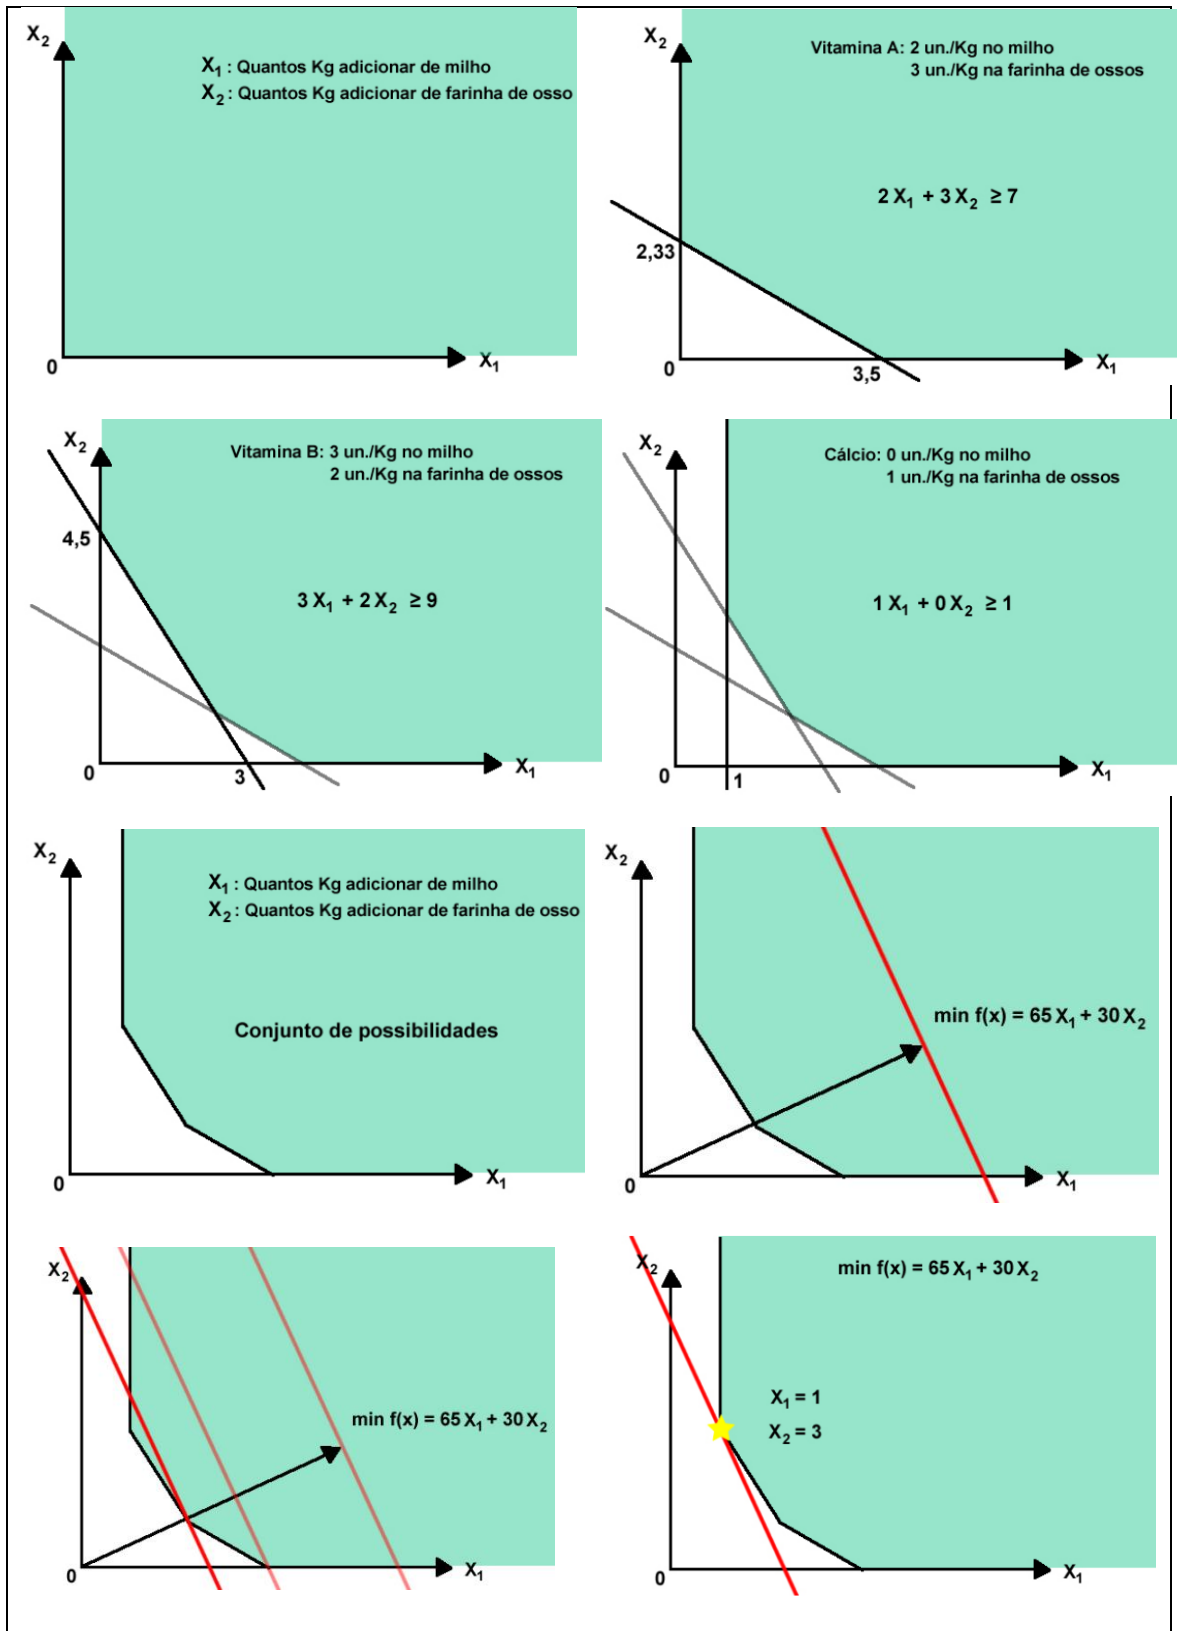 X₂
X₁ : Quantos Kg adicionar de milho
X₂ : Quantos Kg adicionar de farinha de osso
0
X₁
X₂
Vitamina A: 2 un./Kg no milho
3 un./Kg na farinha de ossos
2 X₁ + 3 X₂ ≥ 7
2,33
0
3,5
X₁
X₂
Vitamina B: 3 un./Kg no milho
2 un./Kg na farinha de ossos
4,5
3 X₁ + 2 X₂ ≥ 9
0
3
X₁
X₂
Cálcio: 0 un./Kg no milho
1 un./Kg na farinha de ossos
1 X₁ + 0 X₂ ≥ 1
0
1
X₁
X₂
X₁ : Quantos Kg adicionar de milho
X₂ : Quantos Kg adicionar de farinha de osso
Conjunto de possibilidades
0
X₁
X₂
min f(x) = 65 X₁ + 30 X₂
0
X₁
X₂
min f(x) = 65 X₁ + 30 X₂
0
X₁
X₂
min f(x) = 65 X₁ + 30 X₂
X₁ = 1
X₂ = 3
0
X₁